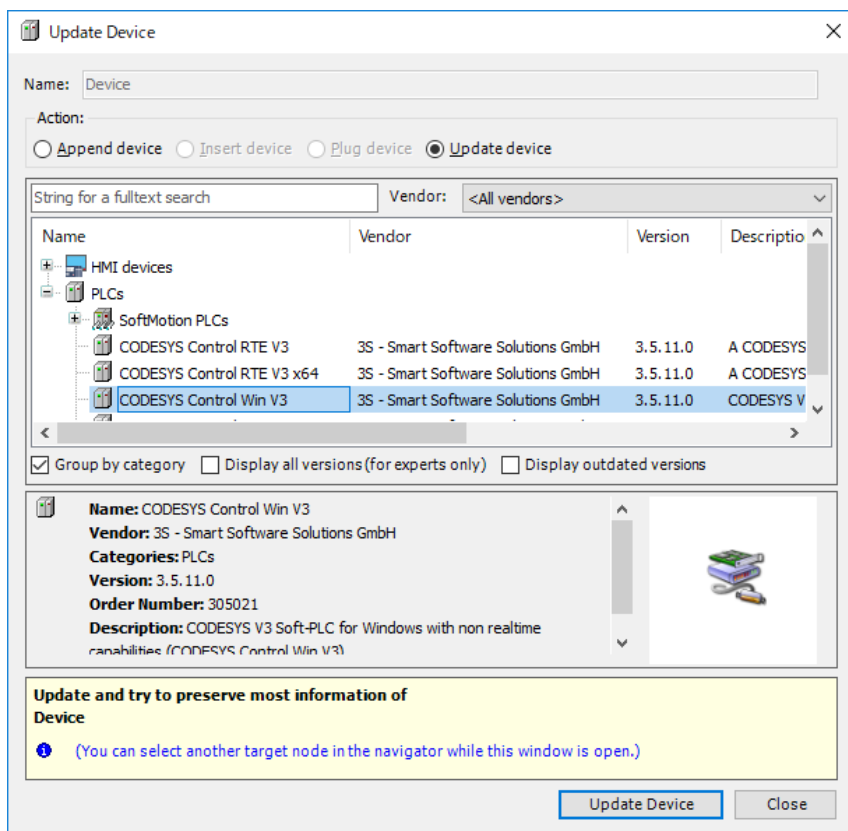 Update Device
Name: Device
Action:
Append device Insert device Plug device Update device
String for a fulltext search Vendor: <All vendors>
Name Vendor Version Descriptio
HMI devices
PLCs
SoftMotion PLCs
CODESYS Control RTE V3 3S - Smart Software Solutions GmbH 3.5.11.0 A CODESYS
CODESYS Control RTE V3 x64 3S - Smart Software Solutions GmbH 3.5.11.0 A CODESYS
CODESYS Control Win V3 3S - Smart Software Solutions GmbH 3.5.11.0 CODESYS V
Group by category Display all versions (for experts only) Display outdated versions
Name: CODESYS Control Win V3
Vendor: 3S - Smart Software Solutions GmbH
Categories: PLCs
Version: 3.5.11.0
Order Number: 305021
Description: CODESYS V3 Soft-PLC for Windows with non realtime
capabilities (CODESYS Control Win V3)
Update and try to preserve most information of
Device
(You can select another target node in the navigator while this window is open.)
Update Device Close